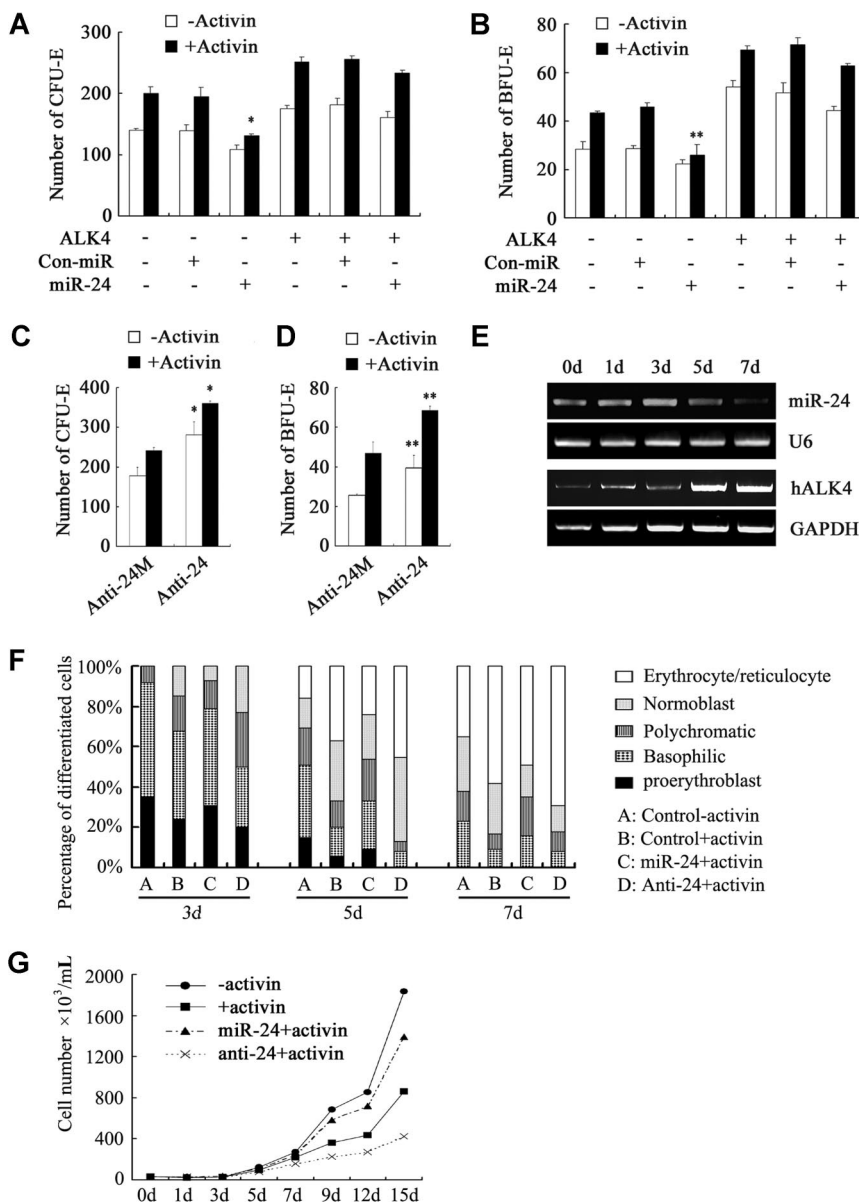 A
-Activin
+Activin
Number of CFU-E
300
200
100
0
*
ALK4 - - - + + +
Con-miR - + - - + -
miR-24 - - + - - +
B
-Activin
+Activin
Number of BFU-E
80
60
40
20
0
**
ALK4 - - - + + +
Con-miR - + - - + -
miR-24 - - + - - +
C
-Activin
+Activin
Number of CFU-E
400
300
200
100
0
* *
Anti-24M Anti-24
D
-Activin
+Activin
Number of BFU-E
80
60
40
20
0
** **
Anti-24M Anti-24
E
0d 1d 3d 5d 7d
miR-24
U6
hALK4
GAPDH
F
Percentage of differentiated cells
100%
80%
60%
40%
20%
0%
A B C D A B C D A B C D
3d 5d 7d
Erythrocyte/reticulocyte
Normoblast
Polychromatic
Basophilic
proerythroblast
A: Control-activin
B: Control+activin
C: miR-24+activin
D: Anti-24+activin
G
Cell number ×10³/mL
2000
1600
1200
800
400
0
-activin
+activin
miR-24+activin
anti-24+activin
0d 1d 3d 5d 7d 9d 12d 15d